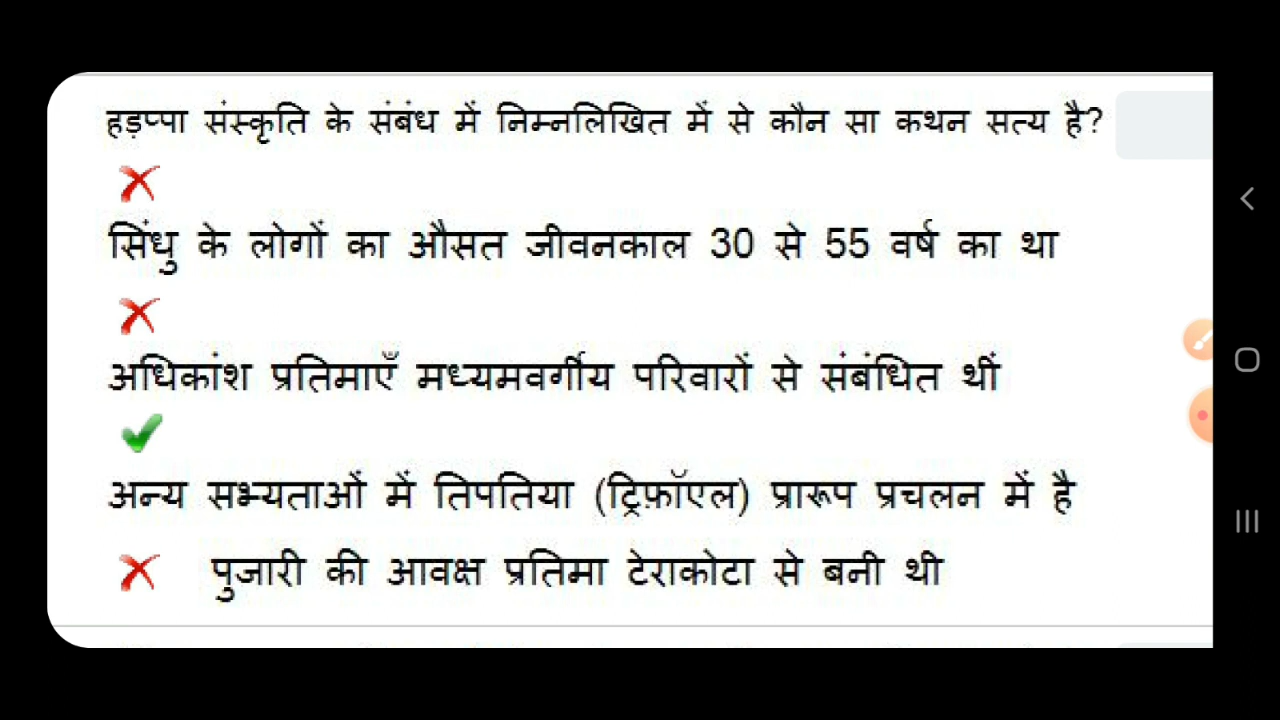 हड़प्पा संस्कृति के संबंध में निम्नलिखित में से कौन सा कथन सत्य है?
सिंधु के लोगों का औसत जीवनकाल 30 से 55 वर्ष का था
अधिकांश प्रतिमाएँ मध्यमवर्गीय परिवारों से संबंधित थीं
अन्य सभ्यताओं में तिपतिया (ट्रिफ़ॉएल) प्रारूप प्रचलन में है
पुजारी की आवक्ष प्रतिमा टेराकोटा से बनी थी